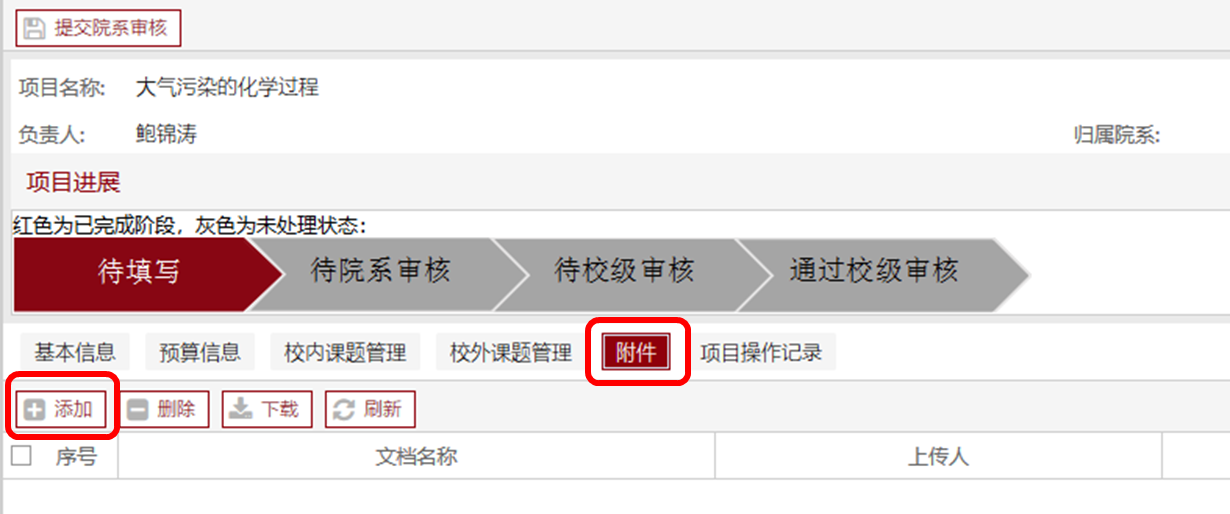 提交院系审核
项目名称: 大气污染的化学过程
负责人: 鲍锦涛 归属院系:
项目进展
红色为已完成阶段，灰色为未处理状态：
待填写 待院系审核 待校级审核 通过校级审核
基本信息 预算信息 校内课题管理 校外课题管理 附件 项目操作记录
添加 删除 下载 刷新
序号 文档名称 上传人